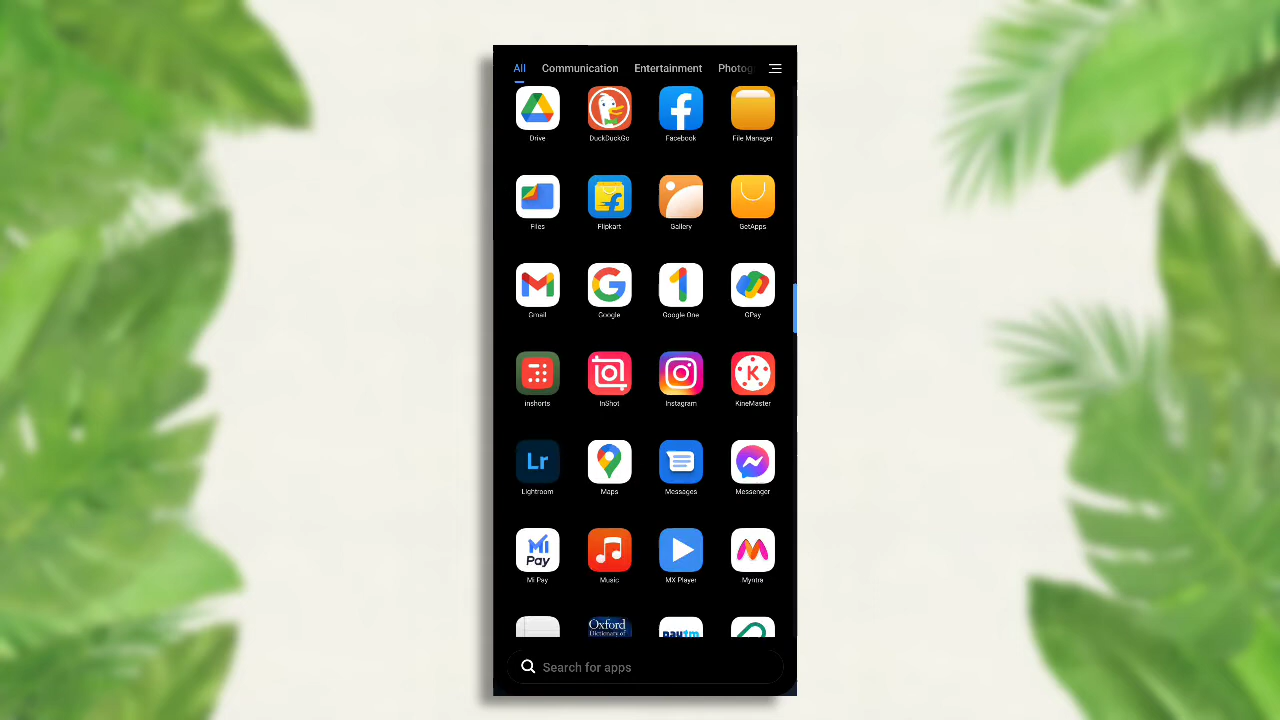 All Communication Entertainment Photog
Drive DuckDuckGo Facebook File Manager
Files Flipkart Gallery GetApps
Gmail Google Google One GPay
inshorts InShot Instagram KineMaster
Lr
Lightroom Maps Messages Messenger
Mi
Pay
Mi Pay Music MX Player Myntra
Oxford
Dictionary of
paytm
Search for apps